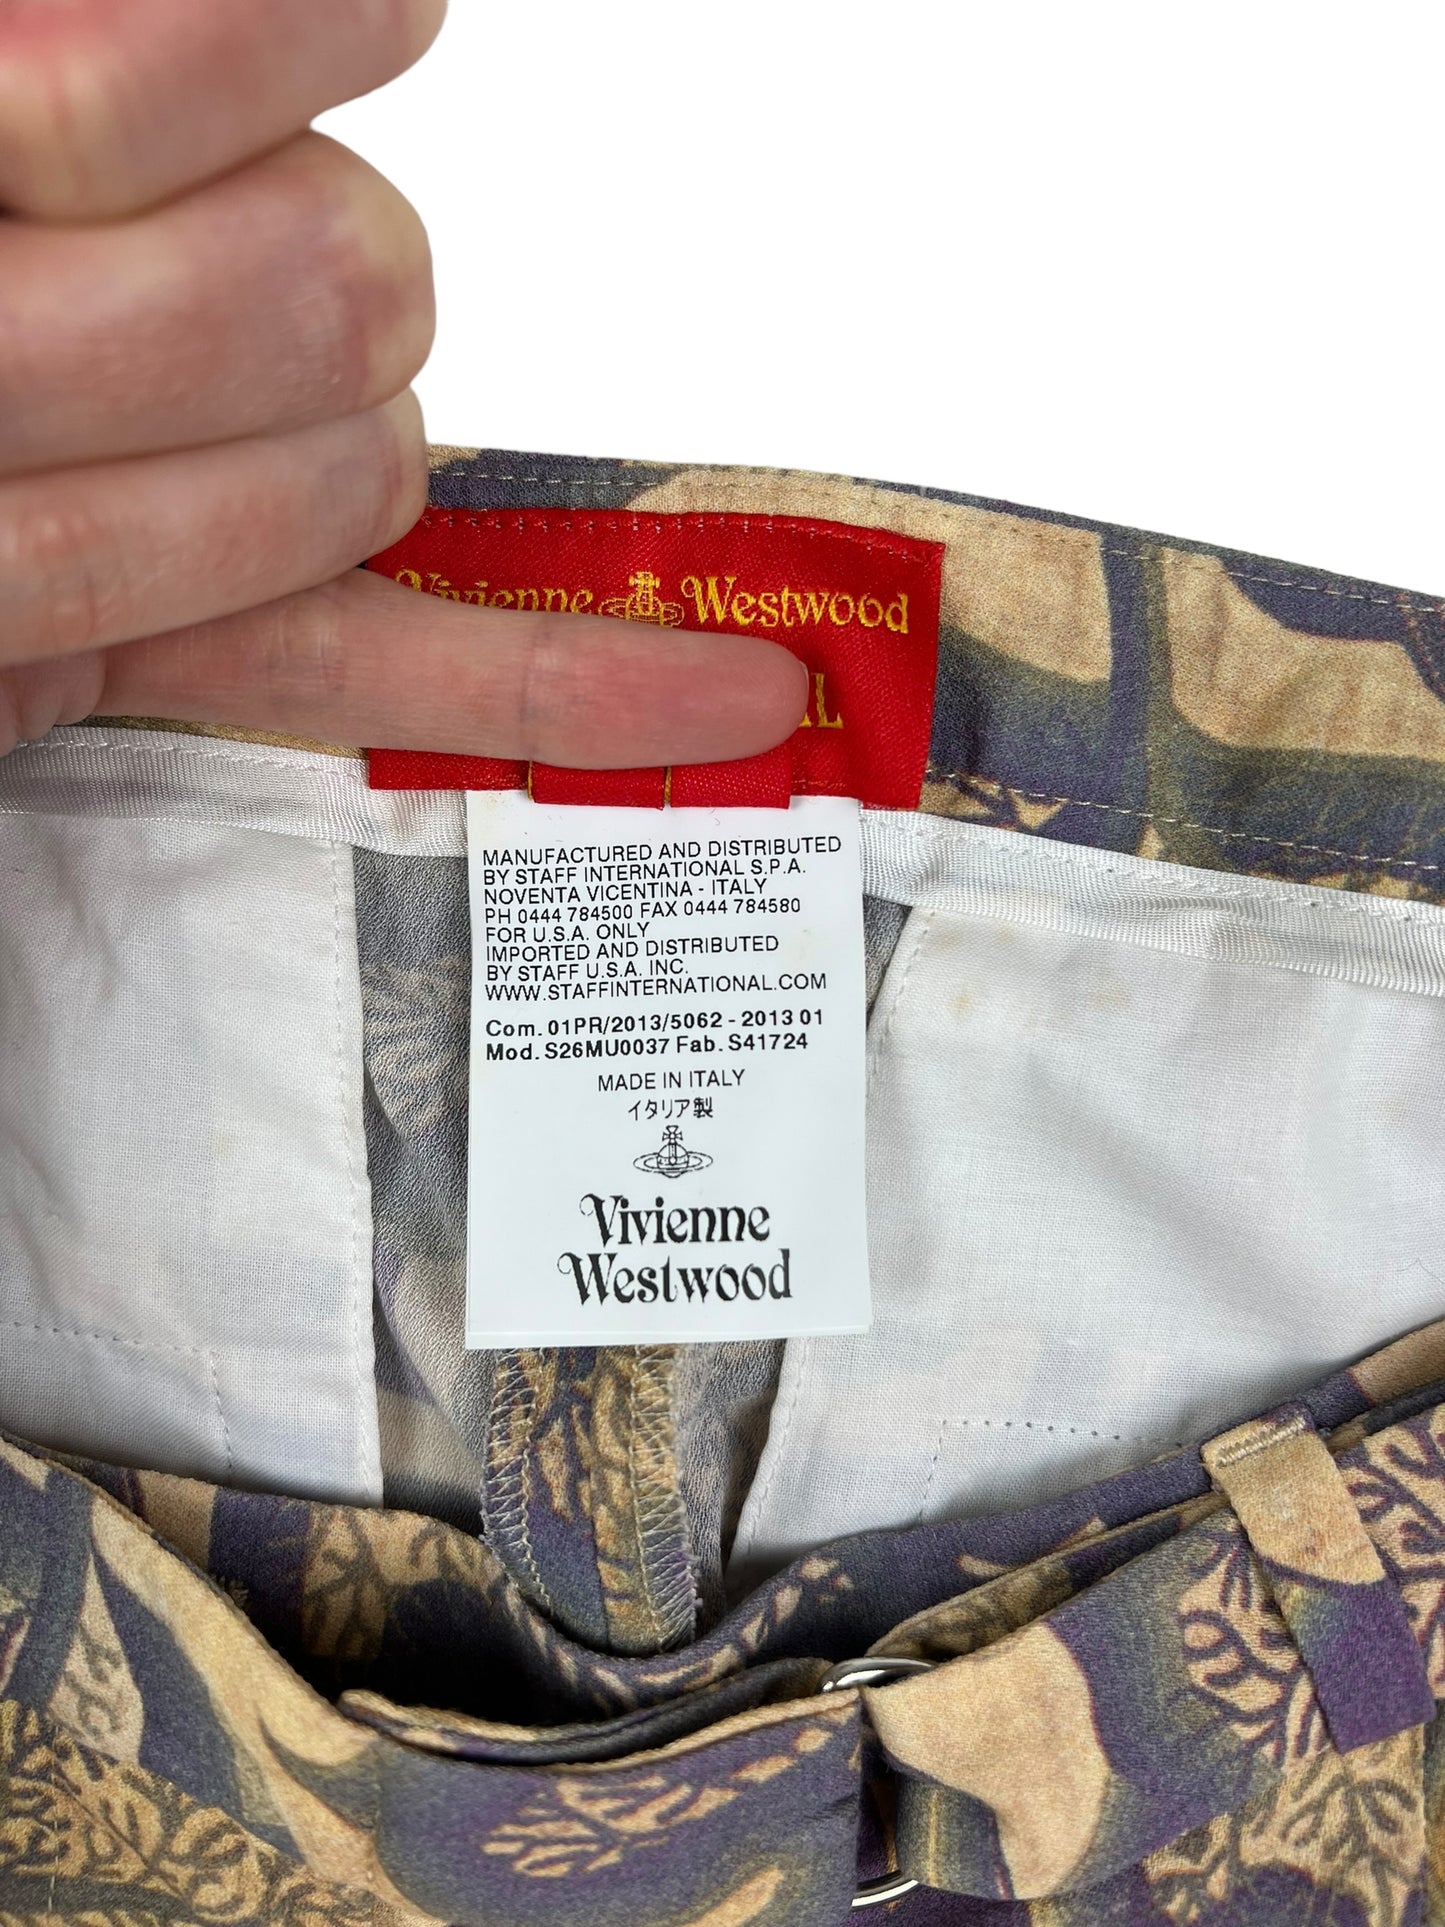 Vivienne Westwood
MANUFACTURED AND DISTRIBUTED
BY STAFF INTERNATIONAL S.P.A.
NOVENTA VICENTINA - ITALY
PH 0444 784500 FAX 0444 784580
FOR U.S.A. ONLY
IMPORTED AND DISTRIBUTED
BY STAFF U.S.A. INC.
WWW.STAFFINTERNATIONAL.COM
Com. 01PR/2013/5062 - 2013 01
Mod. S26MU0037 Fab. S41724
MADE IN ITALY
イタリア製
Vivienne
Westwood